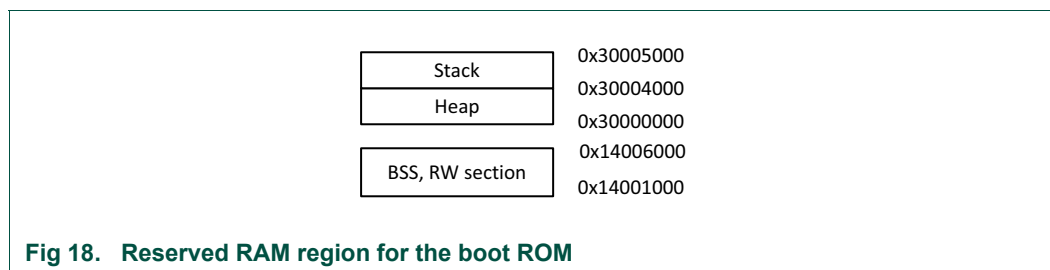 0x30005000
Stack
0x30004000
Heap
0x30000000
0x14006000
BSS, RW section
0x14001000
Fig 18. Reserved RAM region for the boot ROM